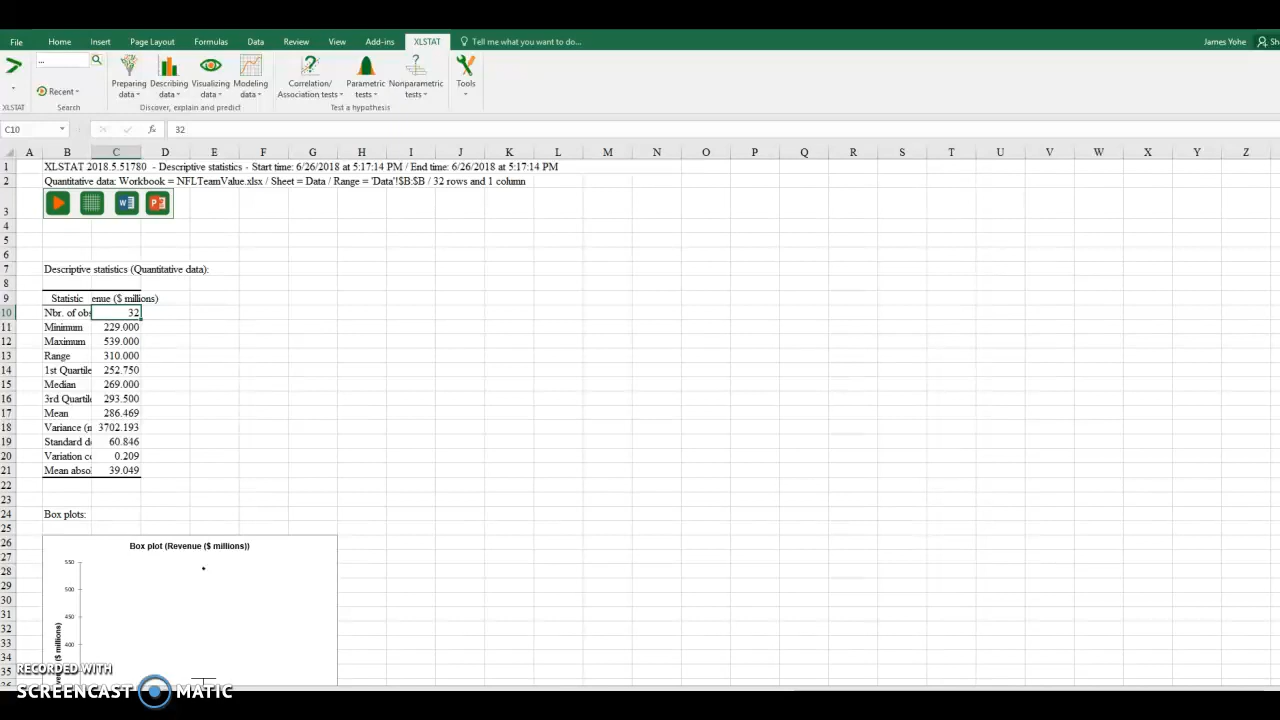 File Home Insert Page Layout Formulas Data Review View Add-ins XLSTAT Tell me what you want to do... James Yohe Sh
...
Preparing data Describing data Visualizing data Modeling data Correlation/ Association tests Parametric tests Nonparametric tests Tools
Recent
XLSTAT Search Discover, explain and predict Test a hypothesis
C10 fx 32
A B C D E F G H I J K L M N O P Q R S T U V W X Y Z
1 XLSTAT 2018.5.51780 - Descriptive statistics - Start time: 6/26/2018 at 5:17:14 PM / End time: 6/26/2018 at 5:17:14 PM
2 Quantitative data: Workbook = NFLTeamValue.xlsx / Sheet = Data / Range = 'Data'!$B:$B / 32 rows and 1 column
3
4
5
6
7 Descriptive statistics (Quantitative data):
8
9 Statistic enue ($ millions)
10 Nbr. of obs 32
11 Minimum 229.000
12 Maximum 539.000
13 Range 310.000
14 1st Quartile 252.750
15 Median 269.000
16 3rd Quartile 293.500
17 Mean 286.469
18 Variance (n 3702.193
19 Standard de 60.846
20 Variation co 0.209
21 Mean absol 39.049
22
23
24 Box plots:
25
26 Box plot (Revenue ($ millions))
27 550
28
29 500
30
31 450
32
33 400
34
35
($ millions)
RECORDED WITH
SCREENCAST MATIC